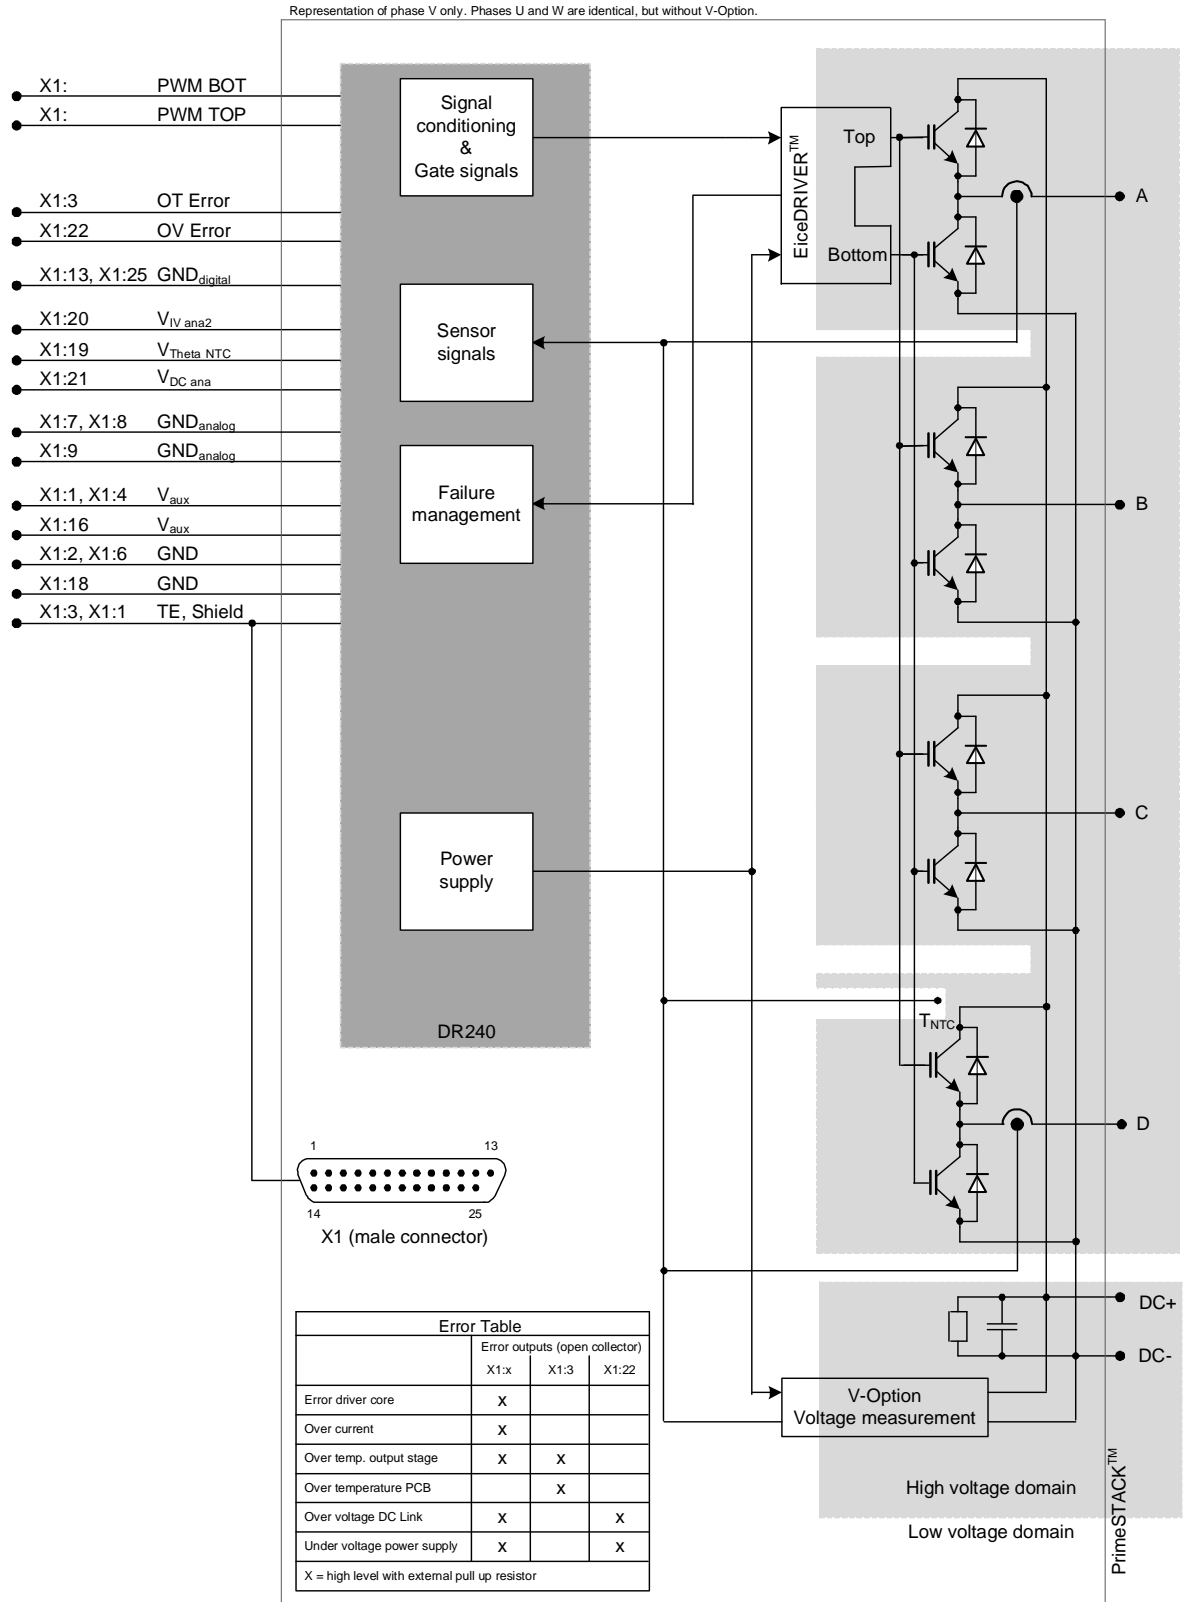 Representation of phase V only. Phases U and W are identical, but without V-Option.
X1: PWM BOT
X1: PWM TOP
X1:3 OT Error
X1:22 OV Error
X1:13, X1:25 GNDdigital
X1:20 VIV ana2
X1:19 VTheta NTC
X1:21 VDC ana
X1:7, X1:8 GNDanalog
X1:9 GNDanalog
X1:1, X1:4 Vaux
X1:16 Vaux
X1:2, X1:6 GND
X1:18 GND
X1:3, X1:1 TE, Shield
Signal
conditioning
&
Gate signals
Sensor
signals
Failure
management
Power
supply
DR240
EiceDRIVER™
Top
Bottom
A
B
C
TNTC
D
1 13
14 25
X1 (male connector)
DC+
DC-
V-Option
Voltage measurement
High voltage domain
Low voltage domain
PrimeSTACK™
Error Table
Error outputs (open collector)
X1:x X1:3 X1:22
Error driver core X
Over current X
Over temp. output stage X X
Over temperature PCB X
Over voltage DC Link X X
Under voltage power supply X X
X = high level with external pull up resistor